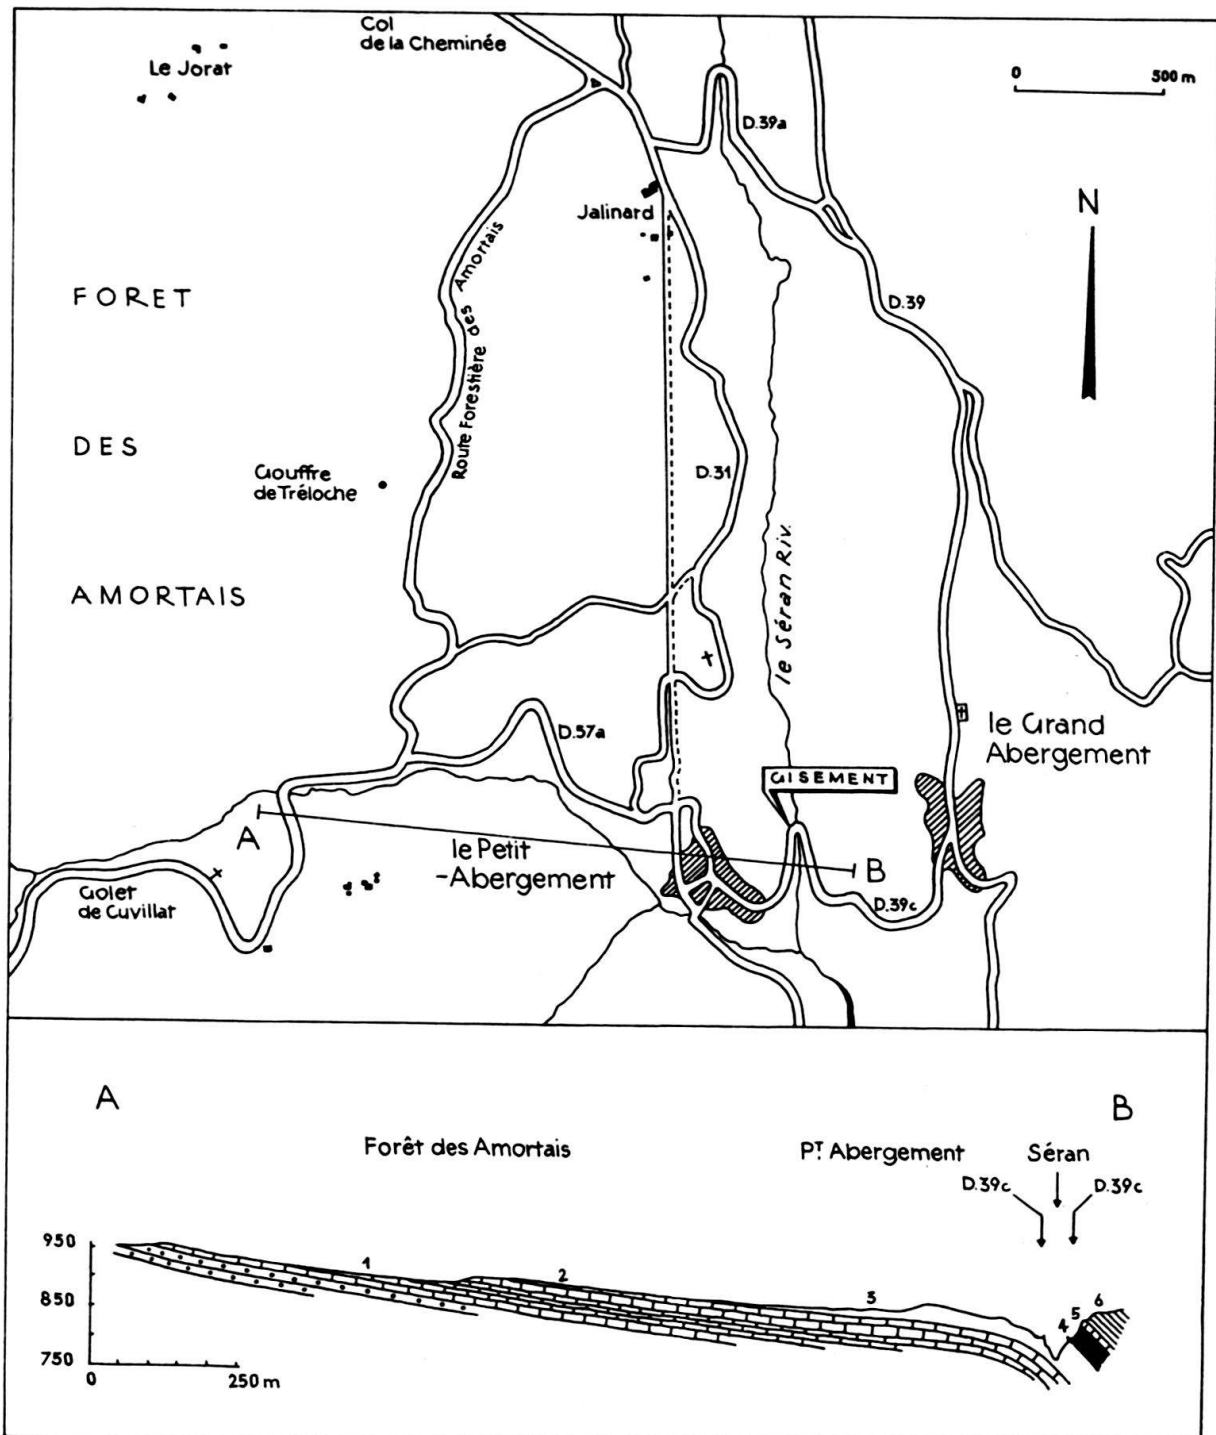 Col
de la Cheminée
Le Jorat
0 500 m
D.39a
N
Jalinard
Route Forestière des Amortais
FORET
D.39
DES
D.31
Gouffre
de Tréloche
le Séran Riv.
AMORTAIS
le Grand
Abergement
D.57a
GISEMENT
A
le Petit
-Abergement
B
Golet
de Cuvillat
D.39c
A
B
Forêt des Amortais
PT Abergement
Séran
D.39c
D.39c
950
850
750
1
2
3
4
5
6
0 250 m